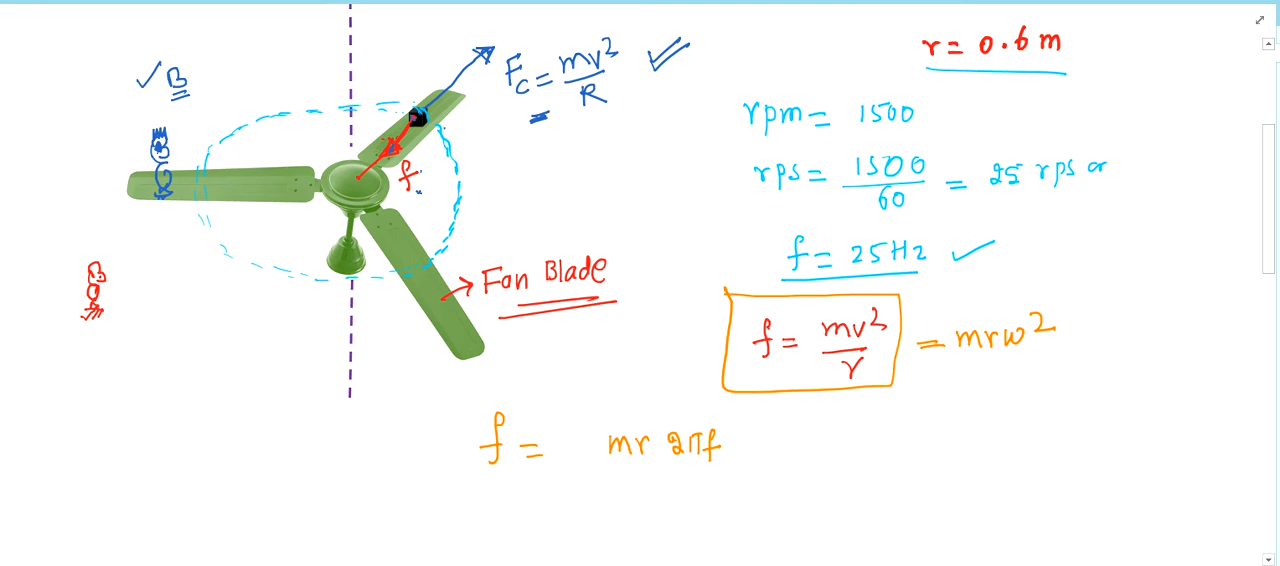 ✓ B
F_c = mv²/R ✓
f
Fan Blade
r = 0.6 m
rpm = 1500
rps = 1500/60 = 25 rps or
f = 25Hz ✓
f = mv²/r = mrω²
f = mr 2πf